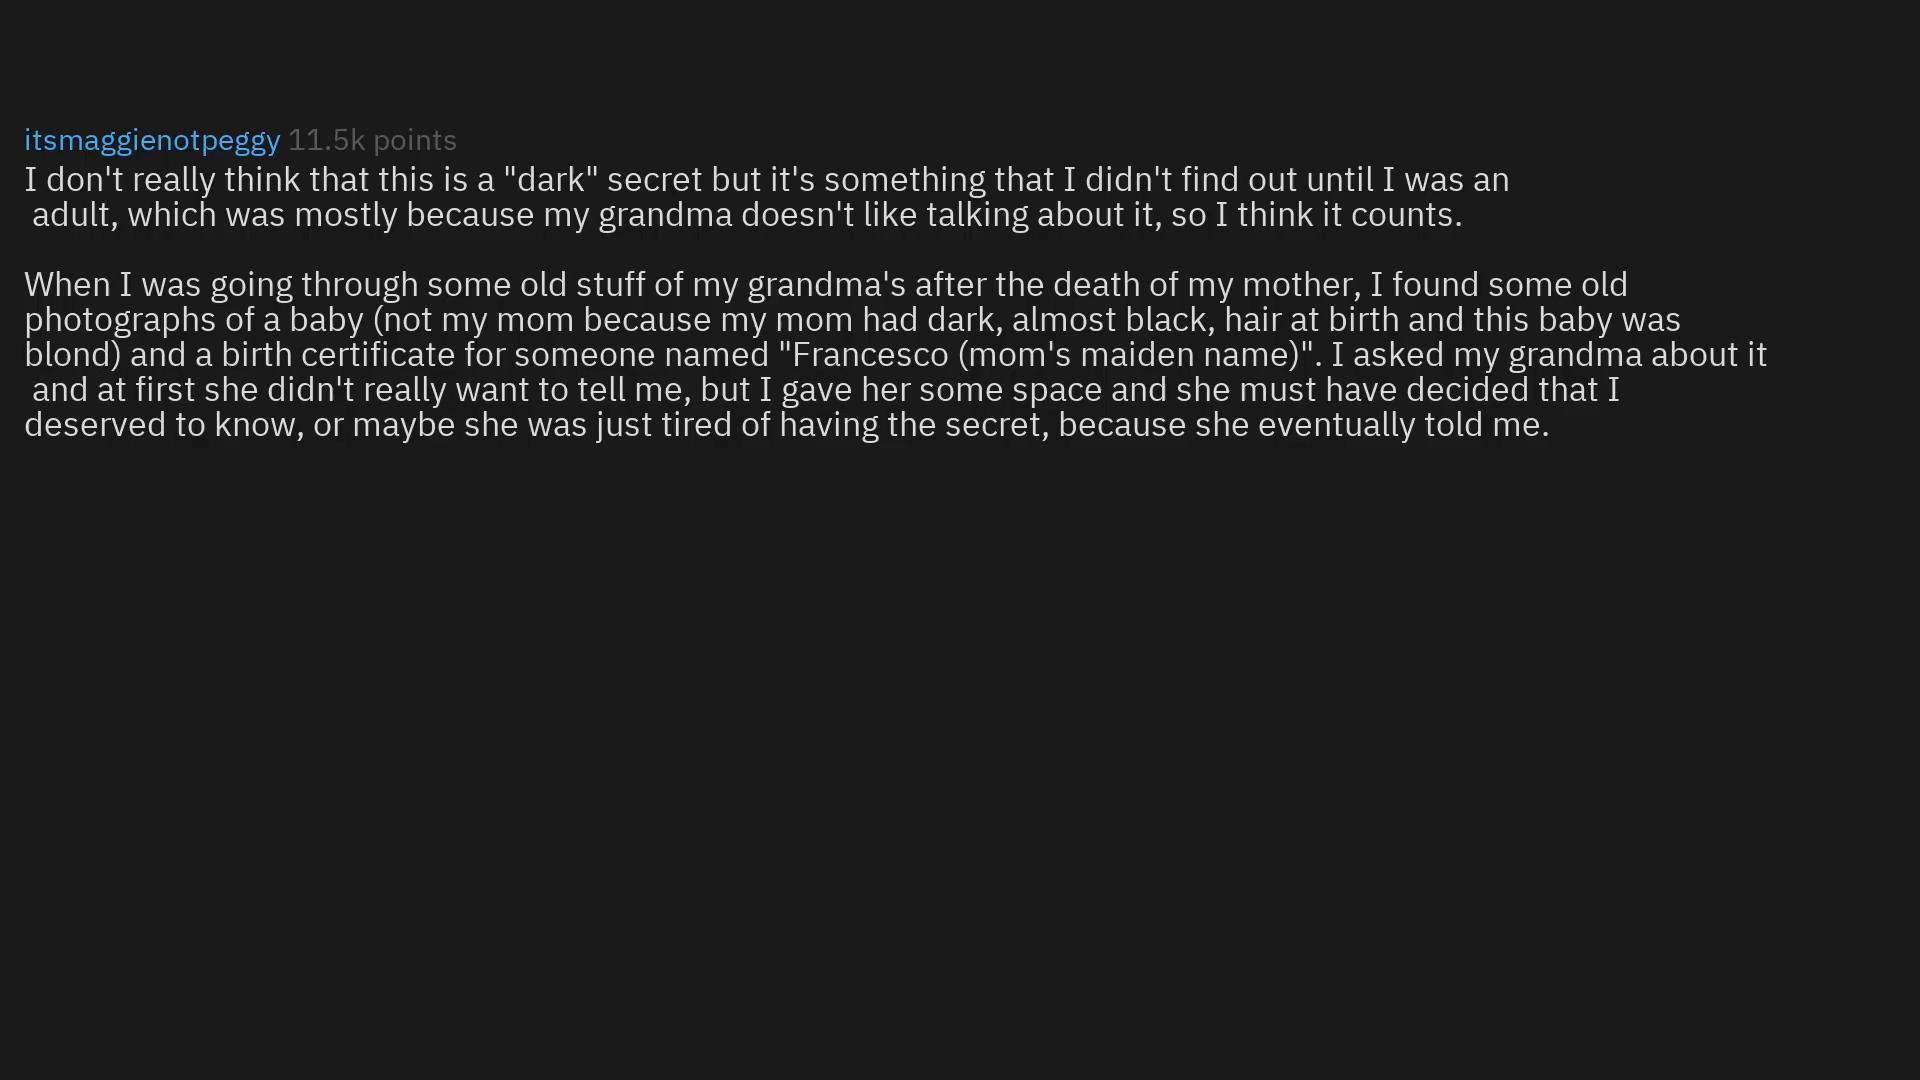 itsmaggienotpeggy 11.5k points
I don't really think that this is a "dark" secret but it's something that I didn't find out until I was an
adult, which was mostly because my grandma doesn't like talking about it, so I think it counts.
When I was going through some old stuff of my grandma's after the death of my mother, I found some old
photographs of a baby (not my mom because my mom had dark, almost black, hair at birth and this baby was
blond) and a birth certificate for someone named "Francesco (mom's maiden name)". I asked my grandma about it
and at first she didn't really want to tell me, but I gave her some space and she must have decided that I
deserved to know, or maybe she was just tired of having the secret, because she eventually told me.